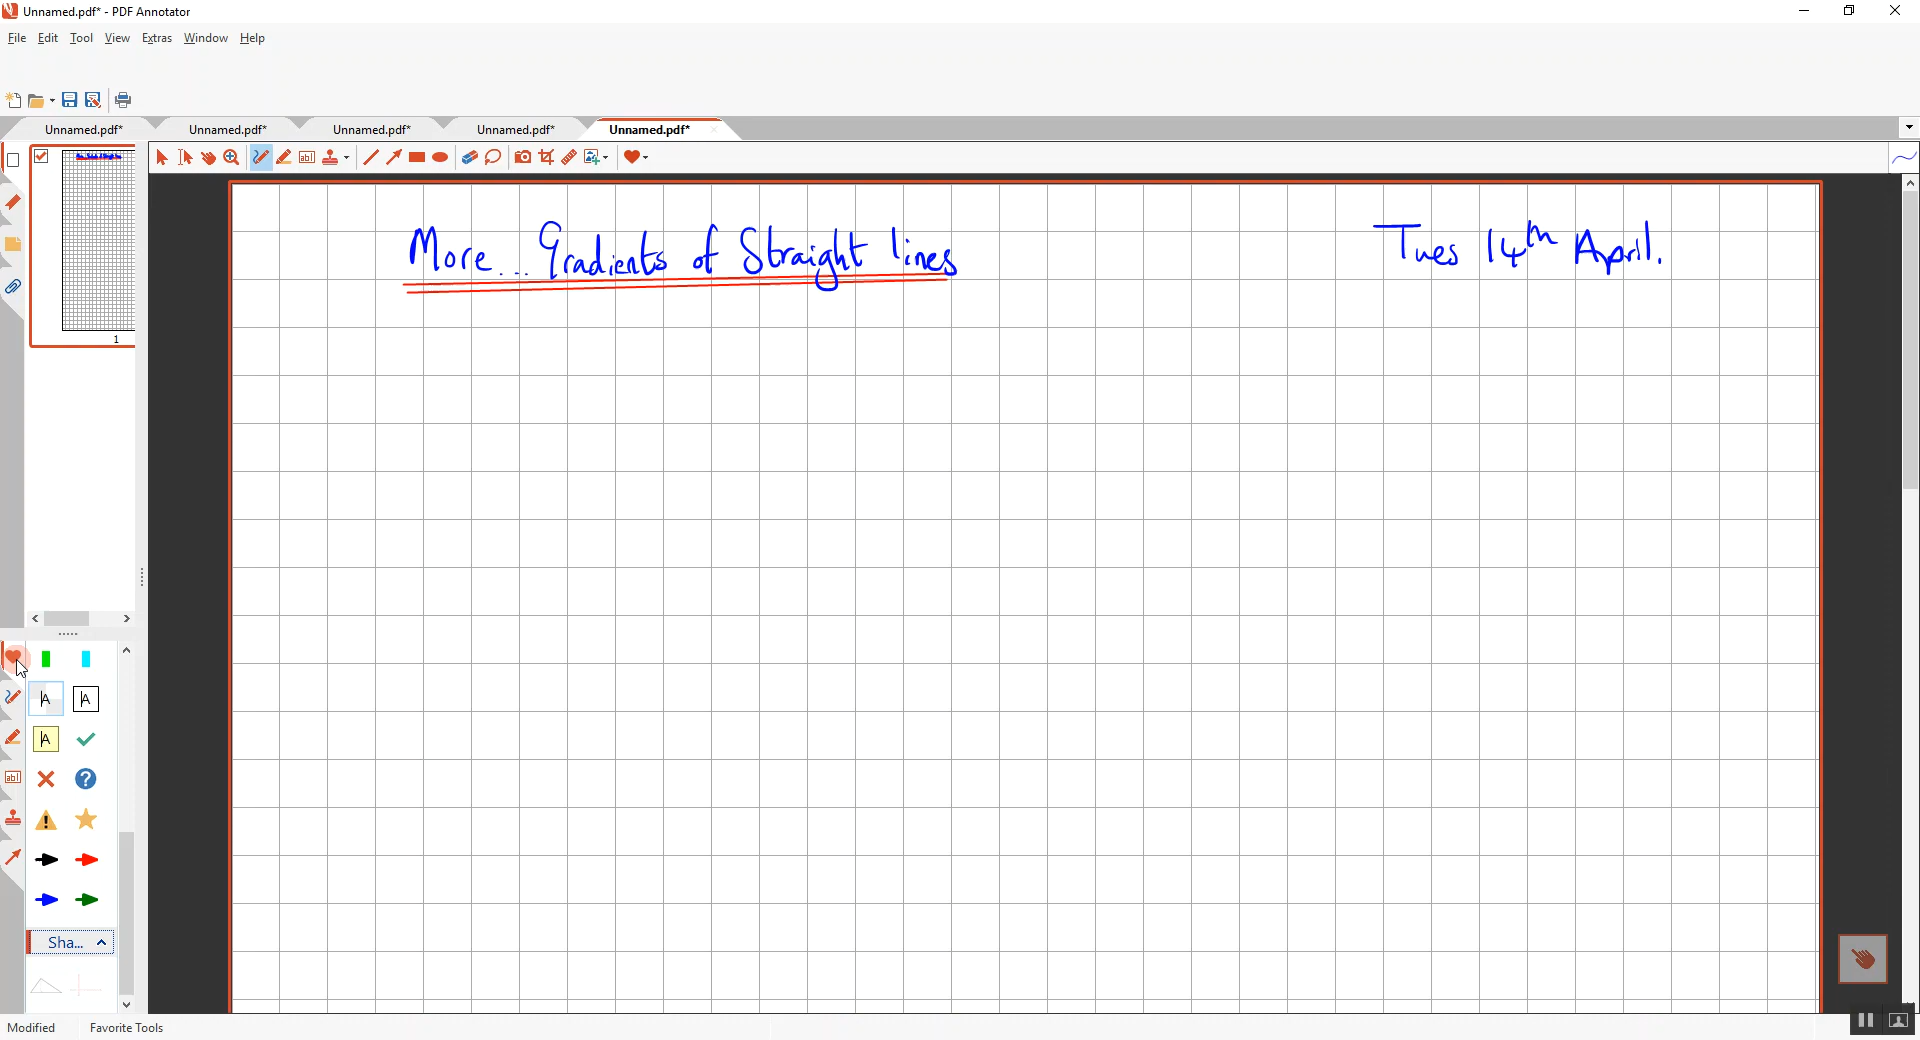 Unnamed.pdf* - PDF Annotator
File Edit Tool View Extras Window Help
Unnamed.pdf* Unnamed.pdf* Unnamed.pdf* Unnamed.pdf* Unnamed.pdf*
More... Gradients of Straight lines
Tues 14th April.
1
A A
A
Sha...
Modified Favorite Tools